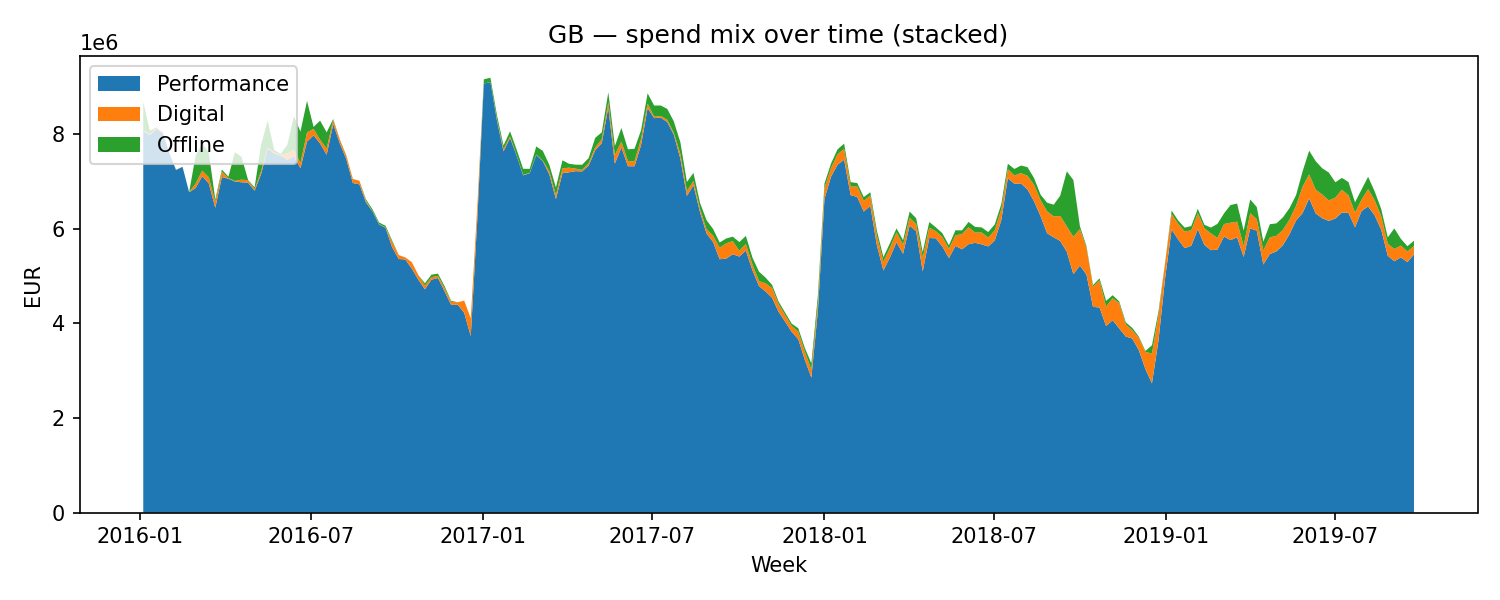 GB — spend mix over time (stacked)
1e6
Performance
Digital
Offline
8
6
4
2
0
EUR
2016-01 2016-07 2017-01 2017-07 2018-01 2018-07 2019-01 2019-07
Week